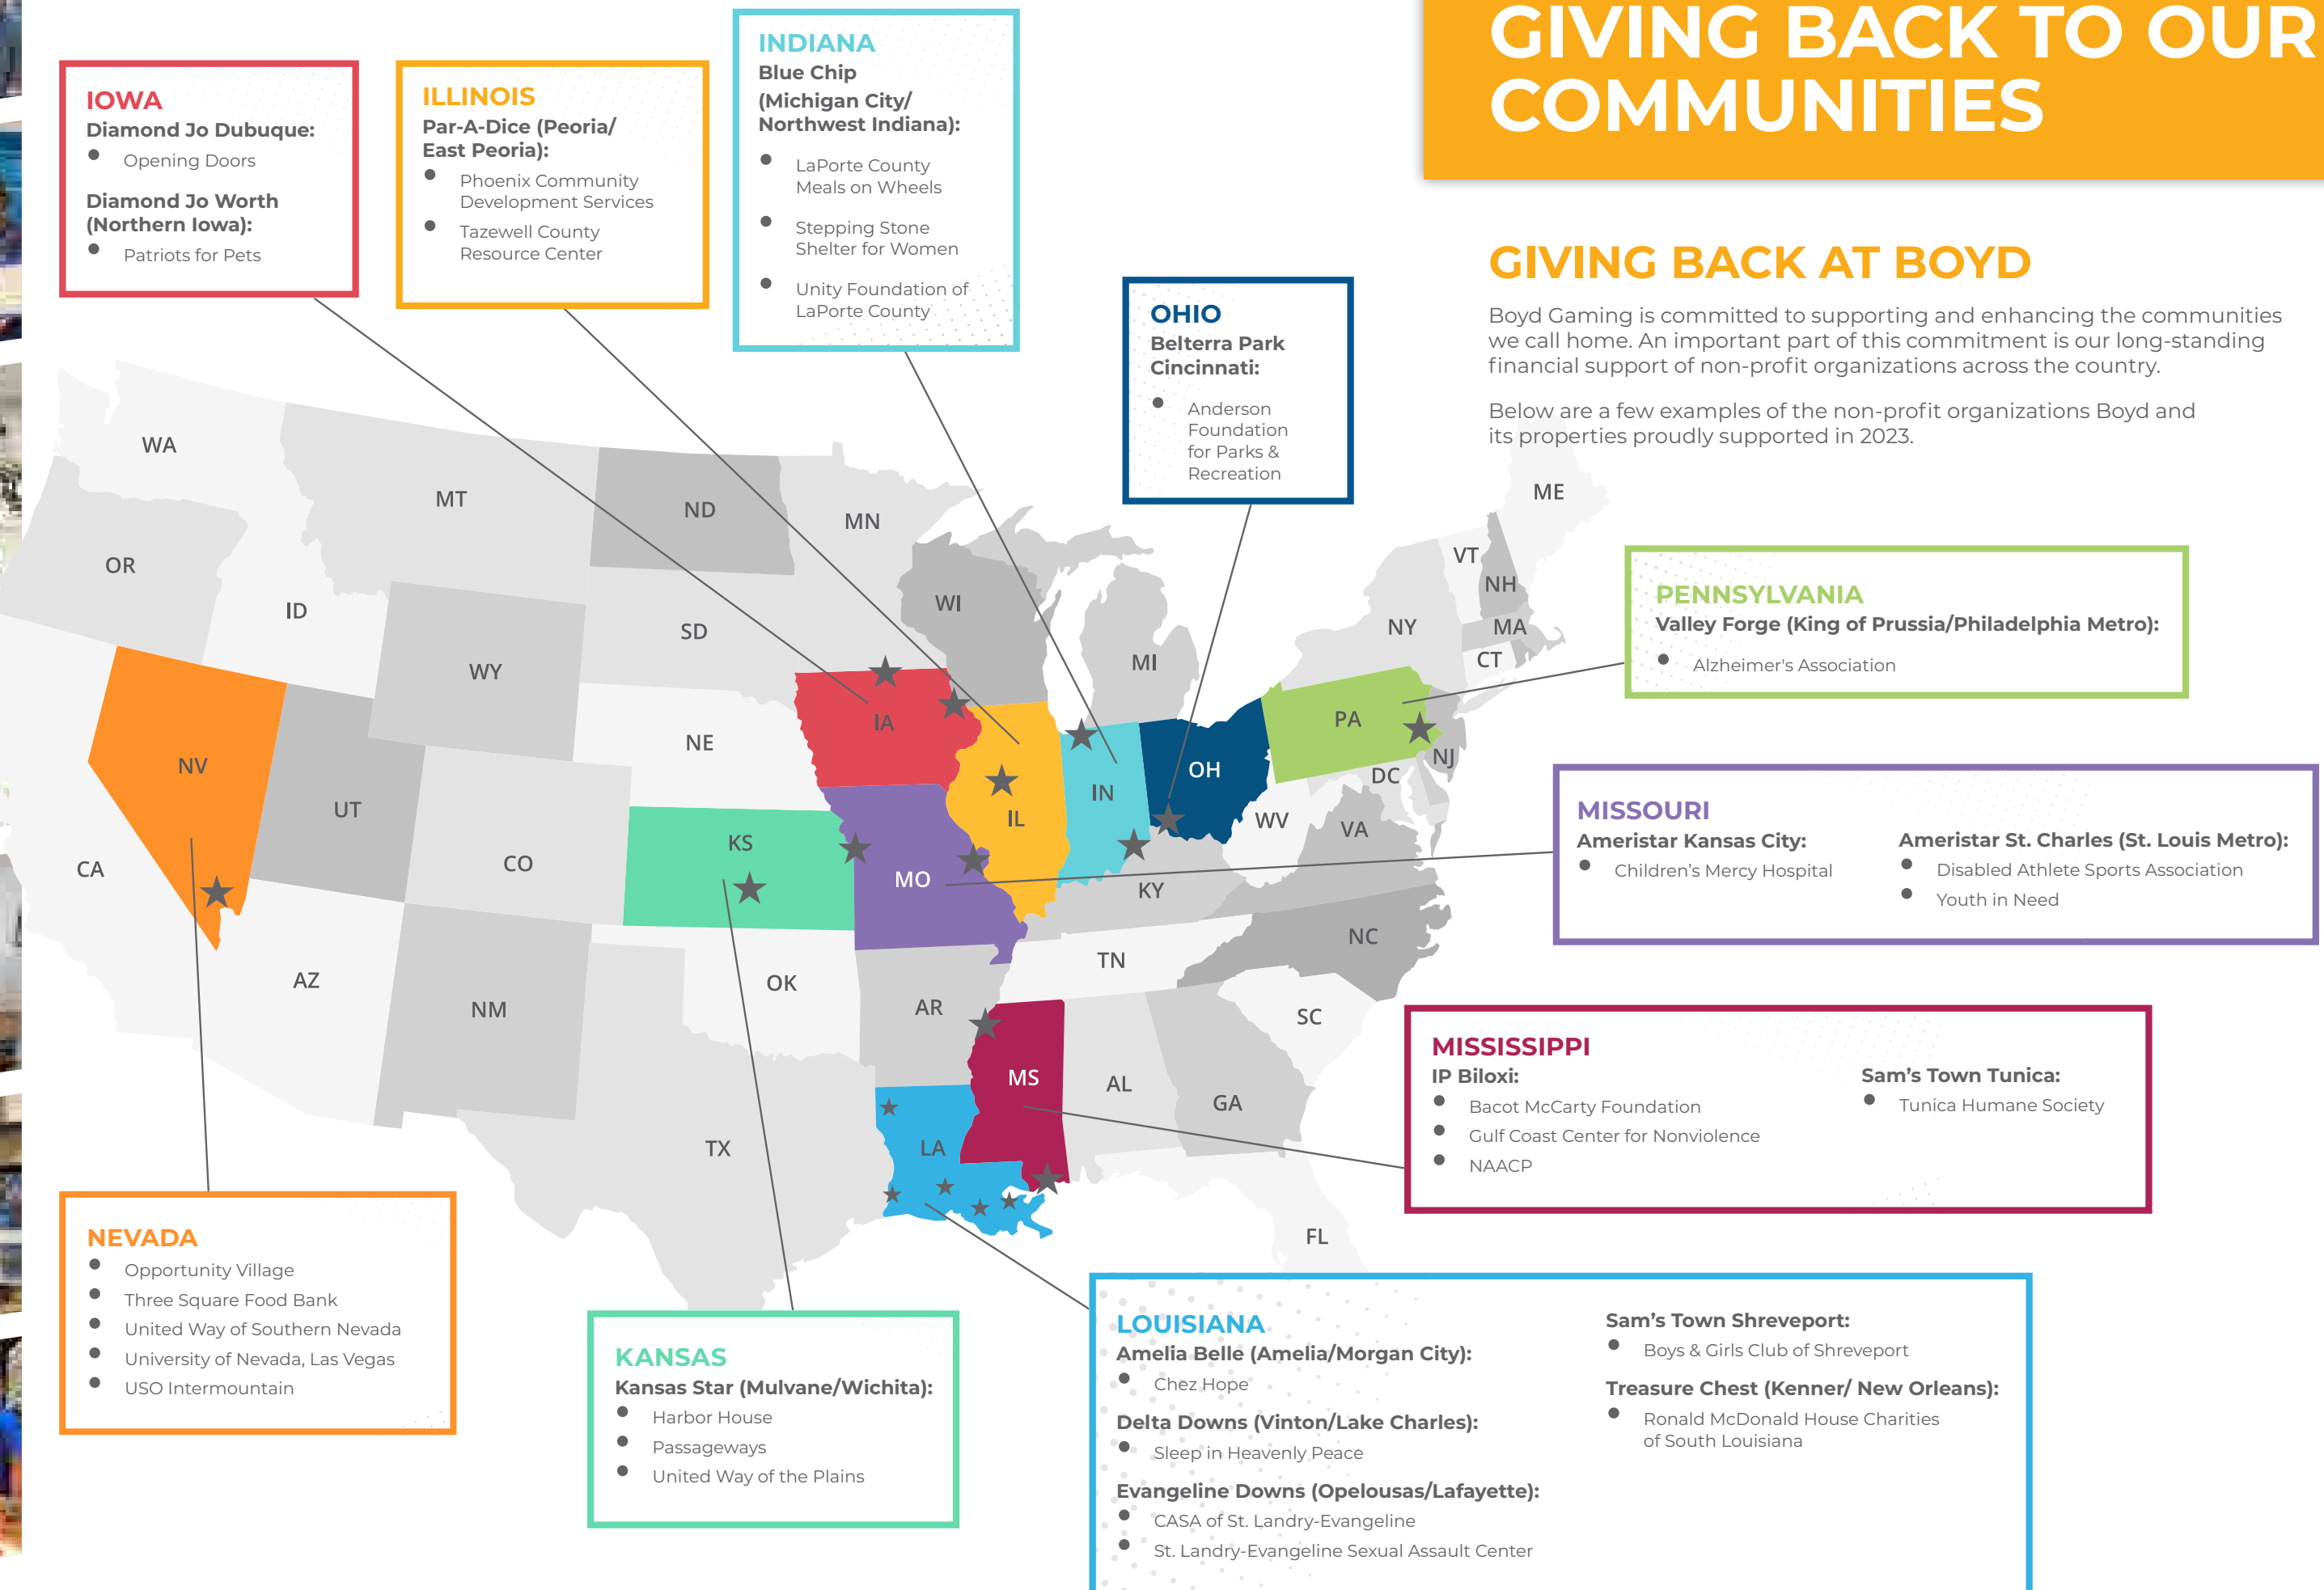 GIVING BACK TO OUR
COMMUNITIES
GIVING BACK AT BOYD
Boyd Gaming is committed to supporting and enhancing the communities
we call home. An important part of this commitment is our long-standing
financial support of non-profit organizations across the country.
Below are a few examples of the non-profit organizations Boyd and
its properties proudly supported in 2023.
IOWA
Diamond Jo Dubuque:
● Opening Doors
Diamond Jo Worth
(Northern Iowa):
● Patriots for Pets
ILLINOIS
Par-A-Dice (Peoria/
East Peoria):
● Phoenix Community
Development Services
● Tazewell County
Resource Center
INDIANA
Blue Chip
(Michigan City/
Northwest Indiana):
● LaPorte County
Meals on Wheels
● Stepping Stone
Shelter for Women
● Unity Foundation of
LaPorte County
OHIO
Belterra Park
Cincinnati:
● Anderson
Foundation
for Parks &
Recreation
PENNSYLVANIA
Valley Forge (King of Prussia/Philadelphia Metro):
● Alzheimer's Association
MISSOURI
Ameristar Kansas City:
● Children's Mercy Hospital
Ameristar St. Charles (St. Louis Metro):
● Disabled Athlete Sports Association
● Youth in Need
MISSISSIPPI
IP Biloxi:
● Bacot McCarty Foundation
● Gulf Coast Center for Nonviolence
● NAACP
Sam's Town Tunica:
● Tunica Humane Society
NEVADA
● Opportunity Village
● Three Square Food Bank
● United Way of Southern Nevada
● University of Nevada, Las Vegas
● USO Intermountain
KANSAS
Kansas Star (Mulvane/Wichita):
● Harbor House
● Passageways
● United Way of the Plains
LOUISIANA
Amelia Belle (Amelia/Morgan City):
● Chez Hope
Delta Downs (Vinton/Lake Charles):
● Sleep in Heavenly Peace
Evangeline Downs (Opelousas/Lafayette):
● CASA of St. Landry-Evangeline
● St. Landry-Evangeline Sexual Assault Center
Sam's Town Shreveport:
● Boys & Girls Club of Shreveport
Treasure Chest (Kenner/ New Orleans):
● Ronald McDonald House Charities
of South Louisiana
WA
MT
ND
MN
ME
OR
ID
VT
NH
WI
SD
NY
MA
MI
CT
WY
IA
PA
NE
NJ
NV
OH
DC
IN
UT
IL
WV
VA
KS
CO
CA
MO
KY
NC
TN
AZ
OK
NM
AR
SC
MS
AL
GA
TX
LA
FL